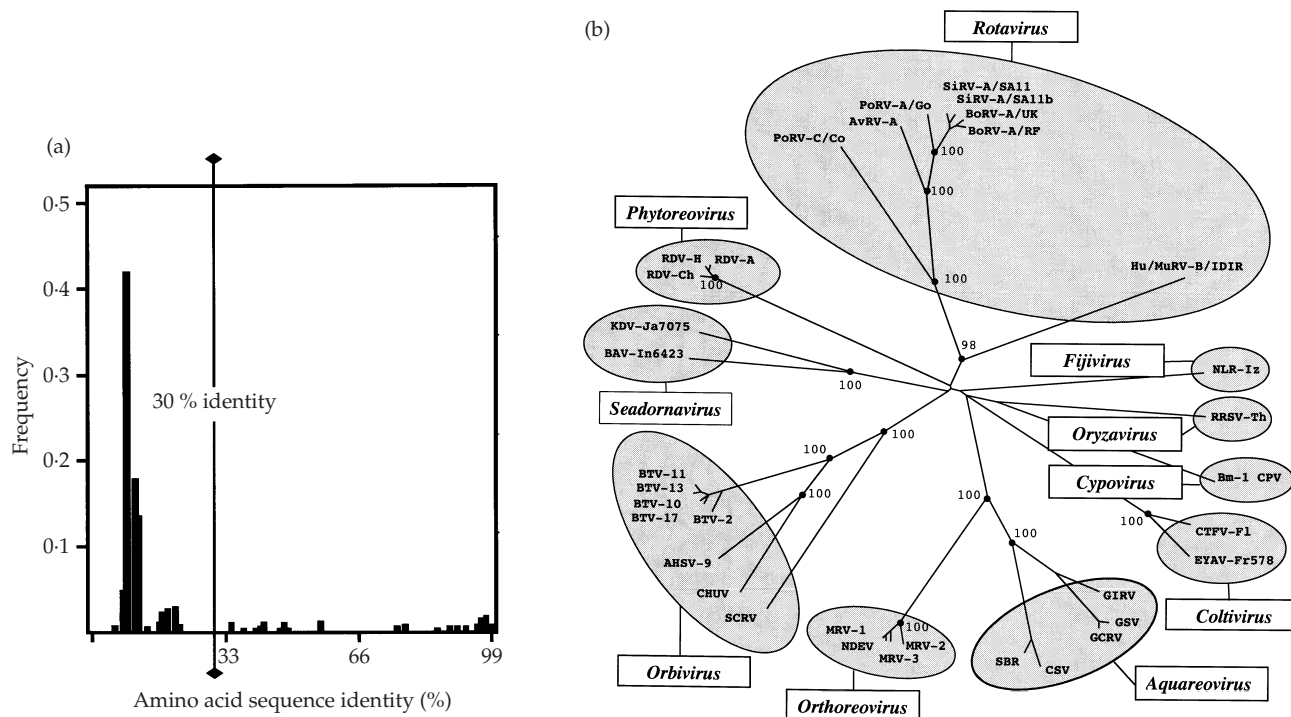 (a)
0·5
0·4
0·3
0·2
0·1
Frequency
30 % identity
33
66
99
Amino acid sequence identity (%)
(b)
Rotavirus
SiRV-A/SA11
SiRV-A/SA11b
PoRV-A/Go
BoRV-A/UK
AvRV-A
BoRV-A/RF
PoRV-C/Co
100
100
100
Hu/MuRV-B/IDIR
98
Phytoreovirus
RDV-H
RDV-A
RDV-Ch
100
KDV-Ja7075
BAV-In6423
100
Seadornavirus
Fijivirus
NLR-Iz
RRSV-Th
Oryzavirus
Cypovirus
Bm-1 CPV
100
CTFV-Fl
EYAV-Fr578
Coltivirus
100
100
100
BTV-11
BTV-13
BTV-10
BTV-17
BTV-2
AHSV-9
CHUV
SCRV
Orbivirus
100
100
100
MRV-1
NDEV
MRV-2
MRV-3
Orthoreovirus
GIRV
GSV
GCRV
SBR
CSV
Aquareovirus